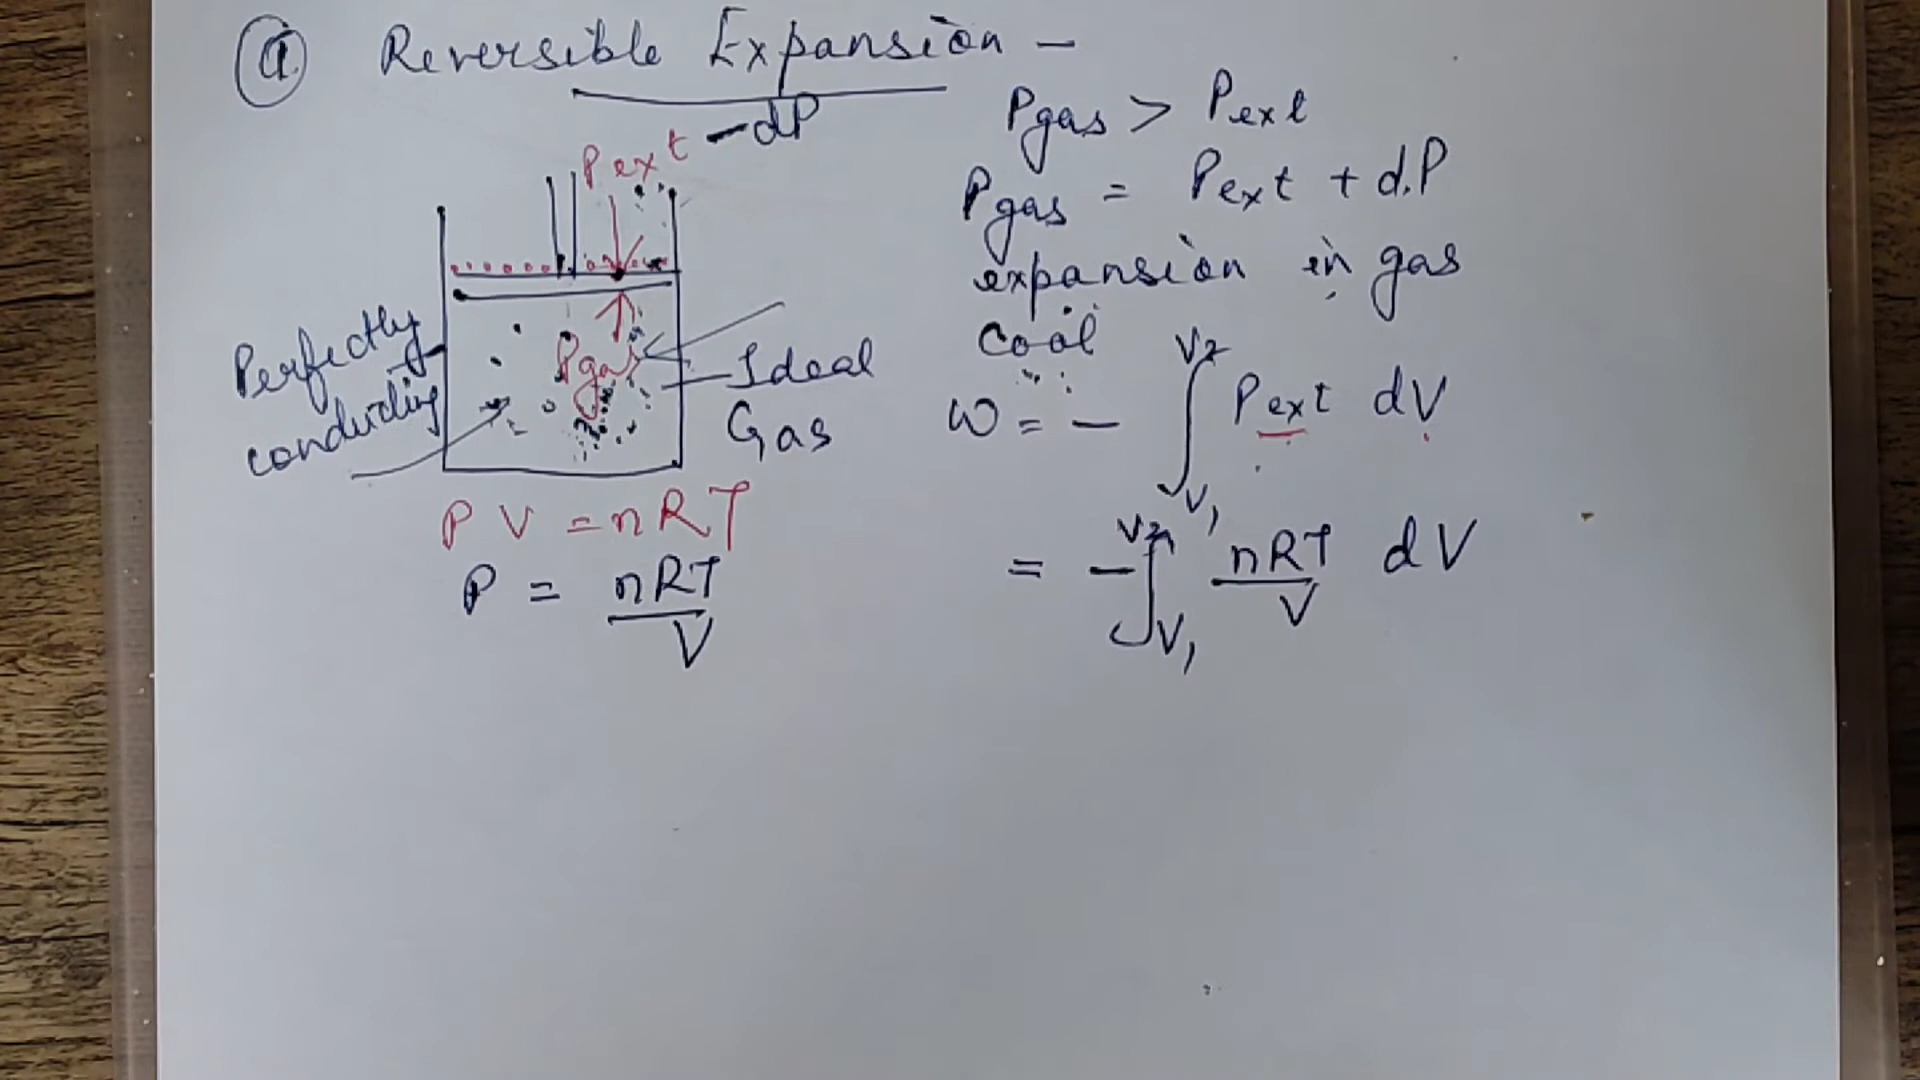 (a) Reversible Expansion -
Pext - dP
Pgas
Perfectly
conducting
Ideal
Gas
PV = nRT
P = nRT/V
Pgas > Pext
Pgas = Pext + dP
expansion in gas
cool
W = - ∫V1V2 Pext dV
= - ∫V1V2 nRT/V dV